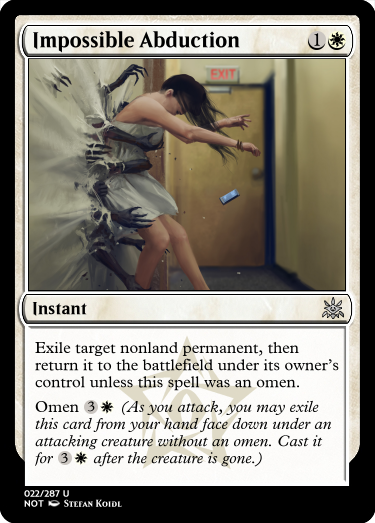 Impossible Abduction 1
EXIT
Instant
Exile target nonland permanent, then
return it to the battlefield under its owner's
control unless this spell was an omen.
Omen 3 (As you attack, you may exile
this card from your hand face down under an
attacking creature without an omen. Cast it
for 3 after the creature is gone.)
022/287 U
NOT STEFAN KOIDL